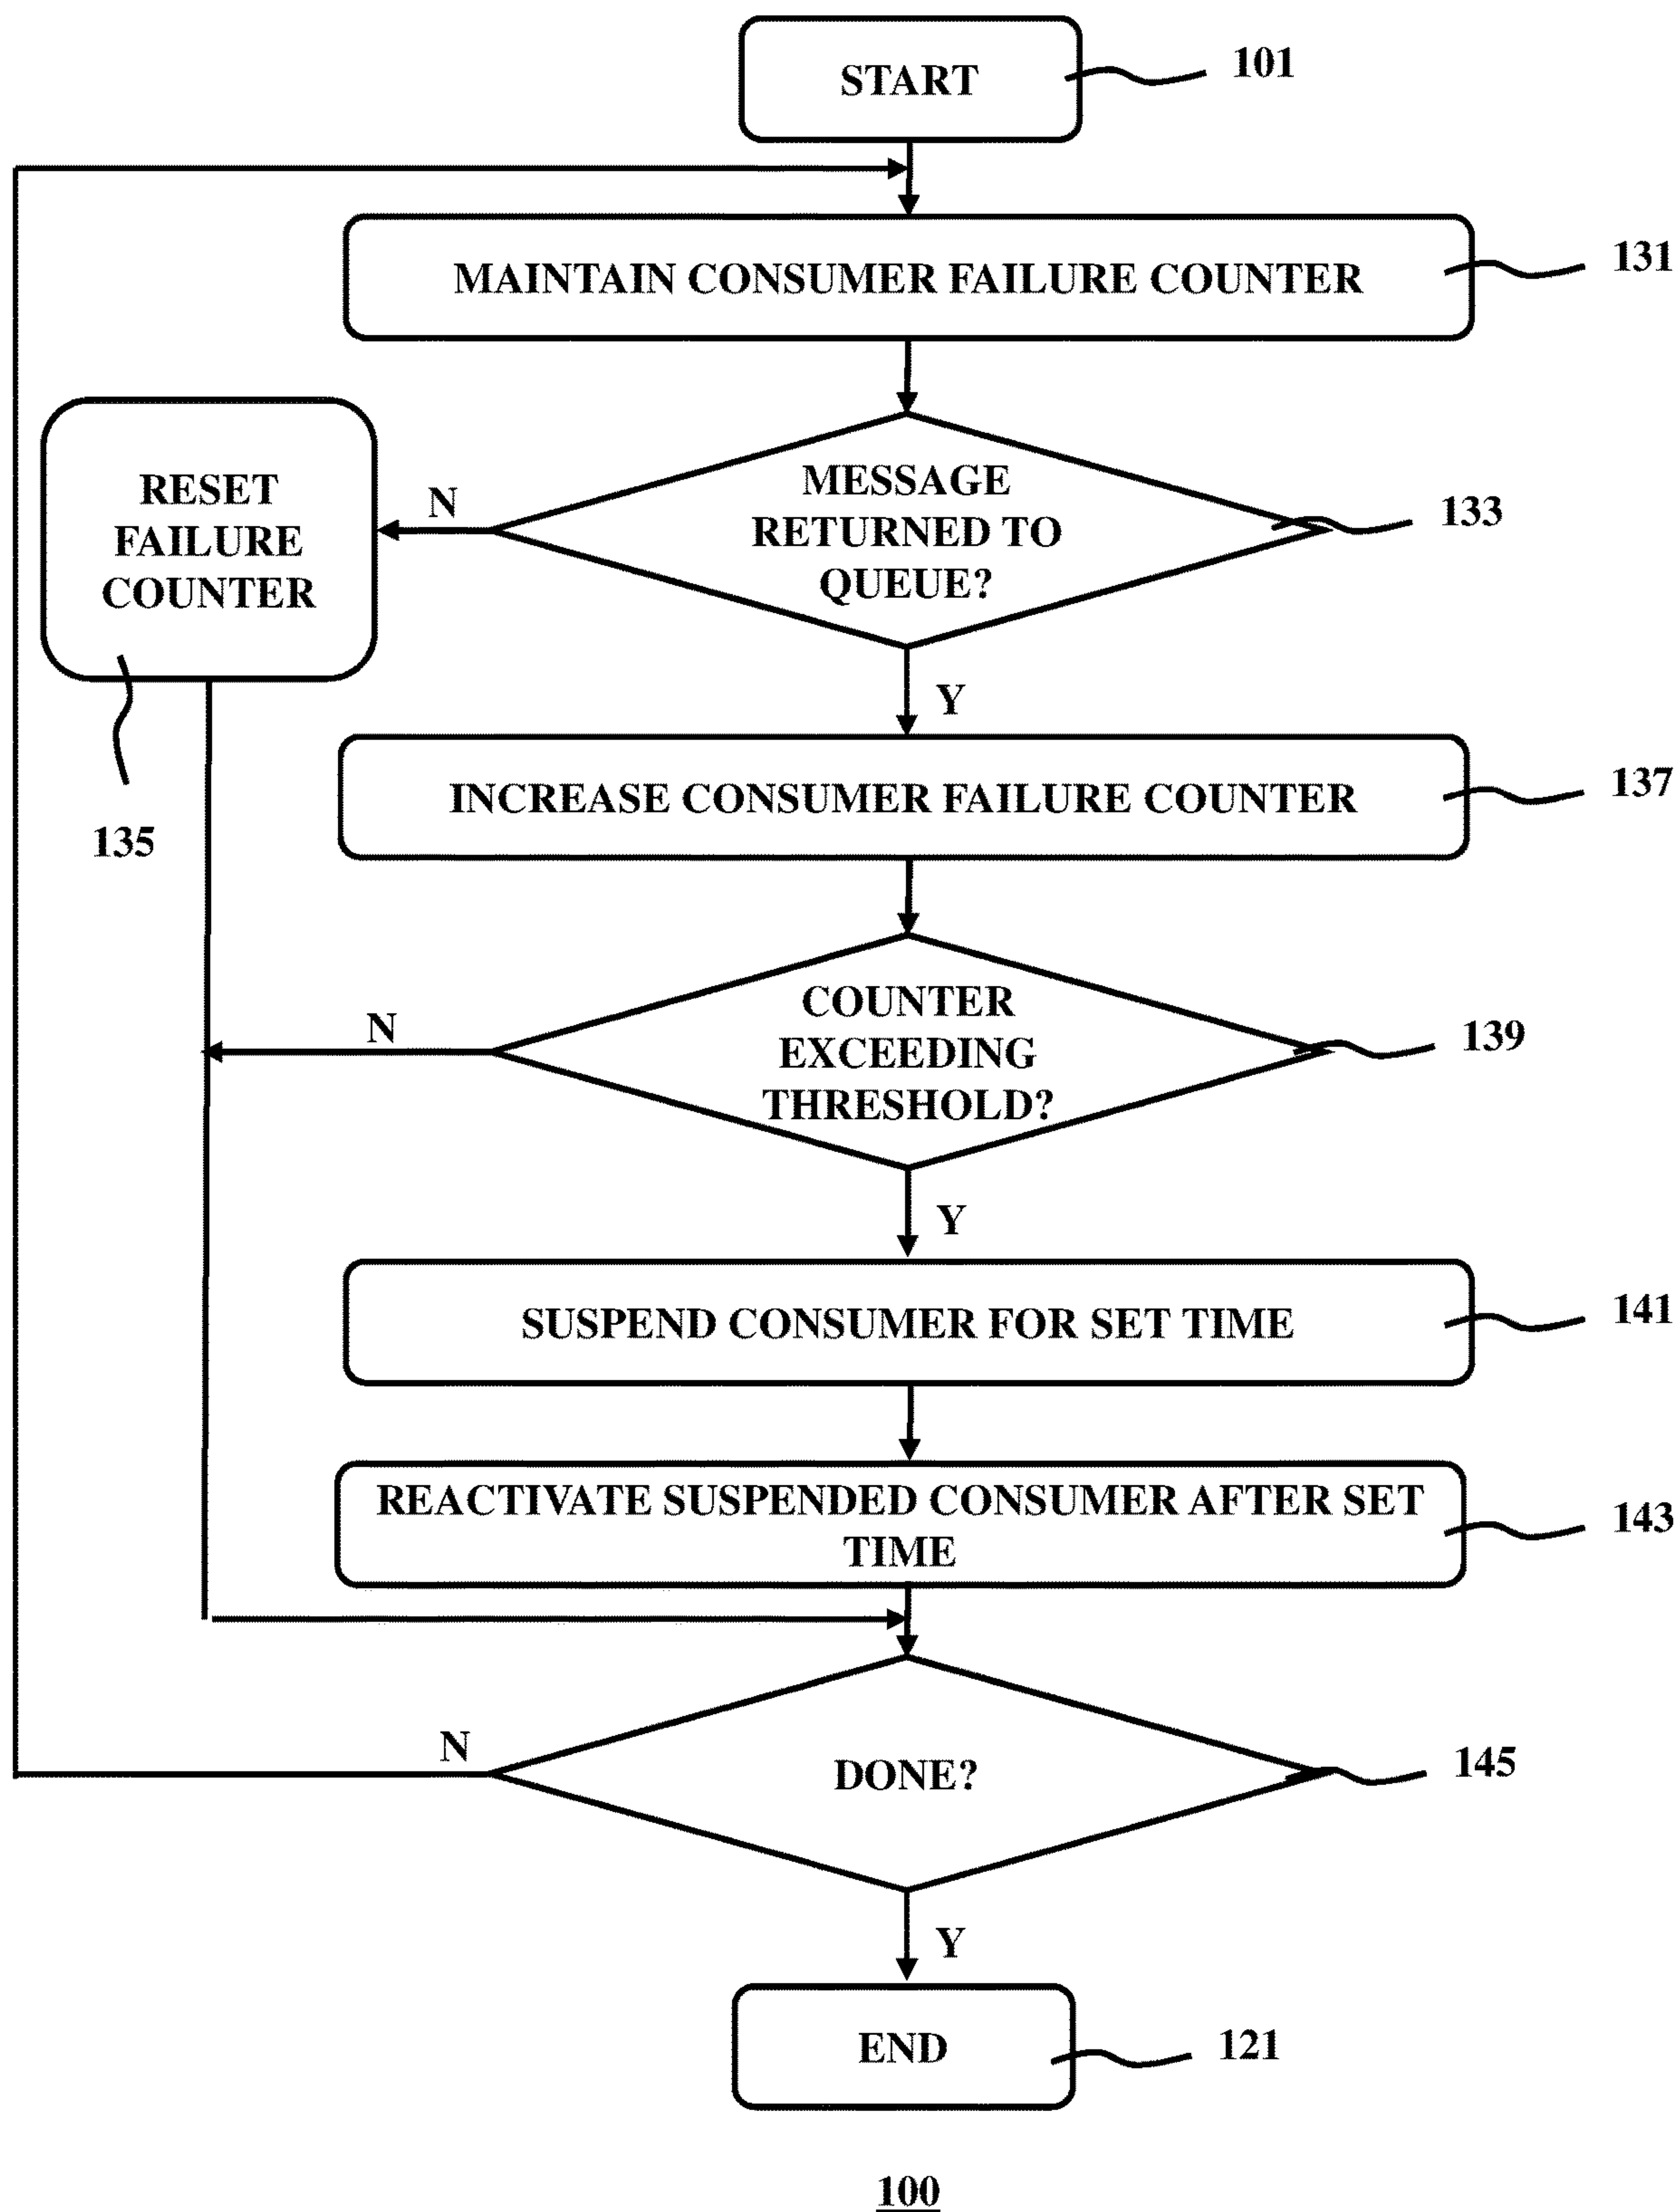 START
101
MAINTAIN CONSUMER FAILURE COUNTER
131
MESSAGE
RETURNED TO
QUEUE?
133
N
RESET
FAILURE
COUNTER
135
Y
INCREASE CONSUMER FAILURE COUNTER
137
COUNTER
EXCEEDING
THRESHOLD?
139
N
Y
SUSPEND CONSUMER FOR SET TIME
141
REACTIVATE SUSPENDED CONSUMER AFTER SET
TIME
143
DONE?
145
N
Y
END
121
100